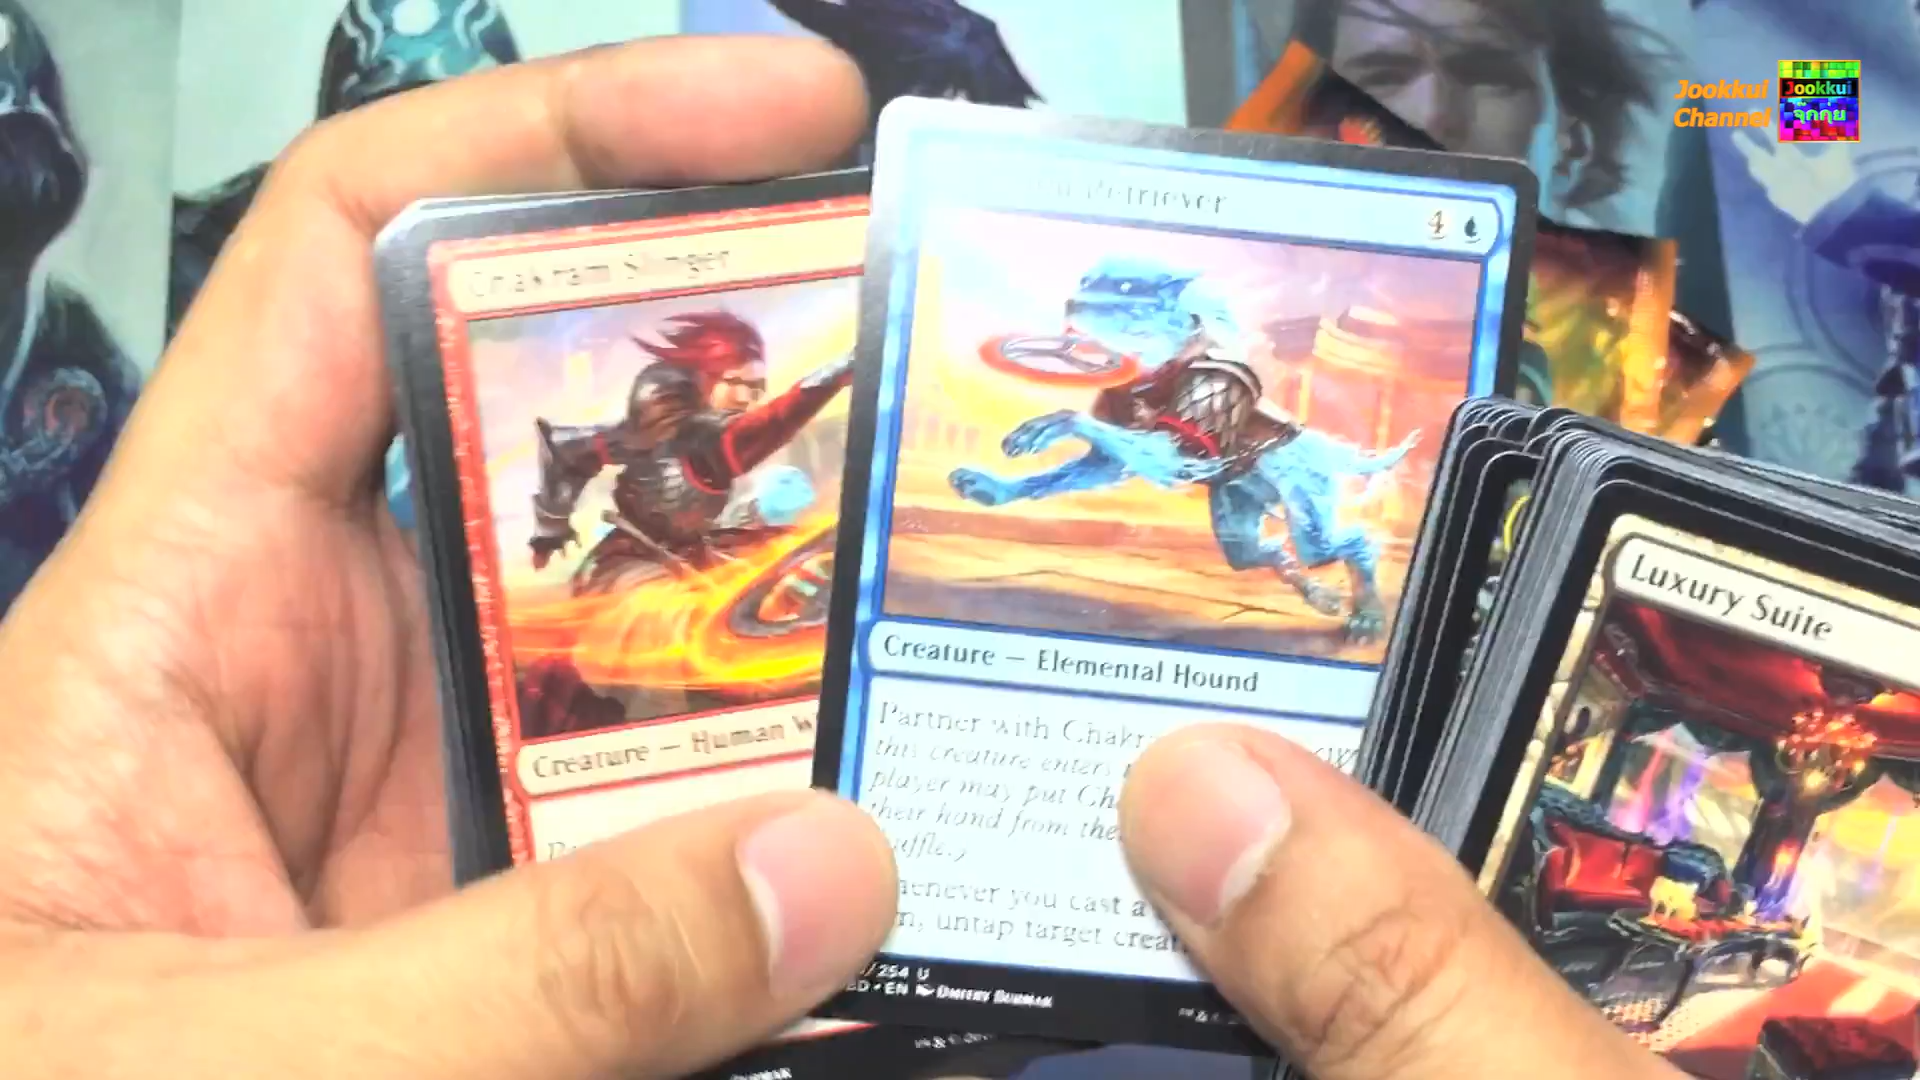 Jookkui
Channel
Jookkui
จุ๊กกุ่ย
Chakram Slinger
Creature — Human W
Retriever
4
Creature — Elemental Hound
Partner with Chakr
this creature enters
player may put Ch
their hand from the
uffle.)
henever you cast a
n, untap target creat
/254 U
BD • EN Dmitry Burmak
Luxury Suite